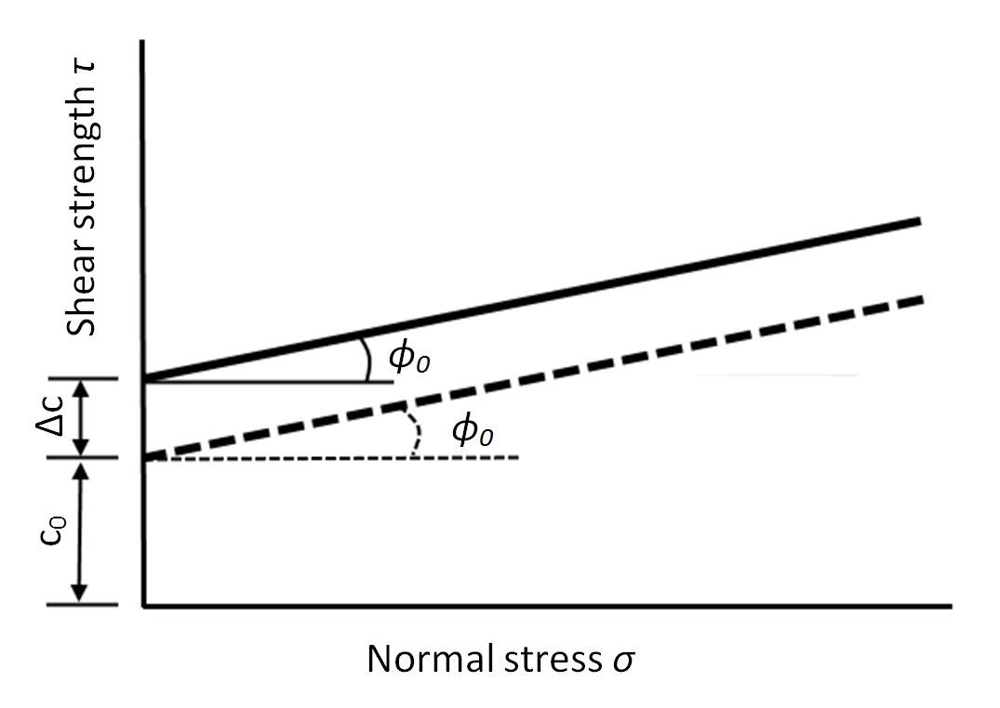 Shear strength τ
ϕ0
Δc
ϕ0
c0
Normal stress σ